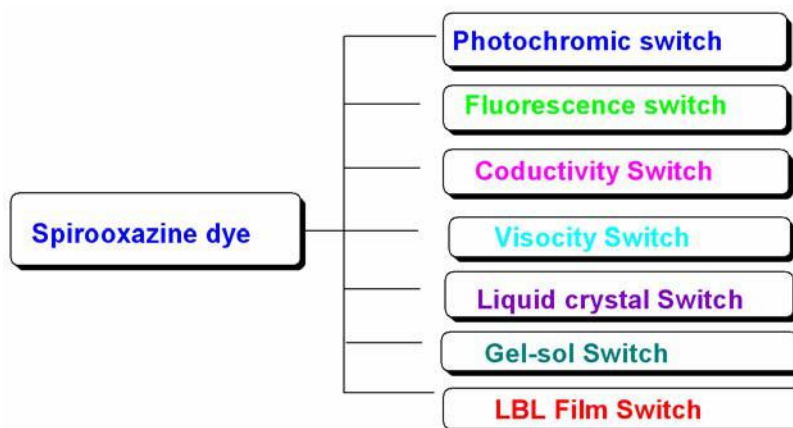 Photochromic switch
Fluorescence switch
Coductivity Switch
Spirooxazine dye
Visocity Switch
Liquid crystal Switch
Gel-sol Switch
LBL Film Switch